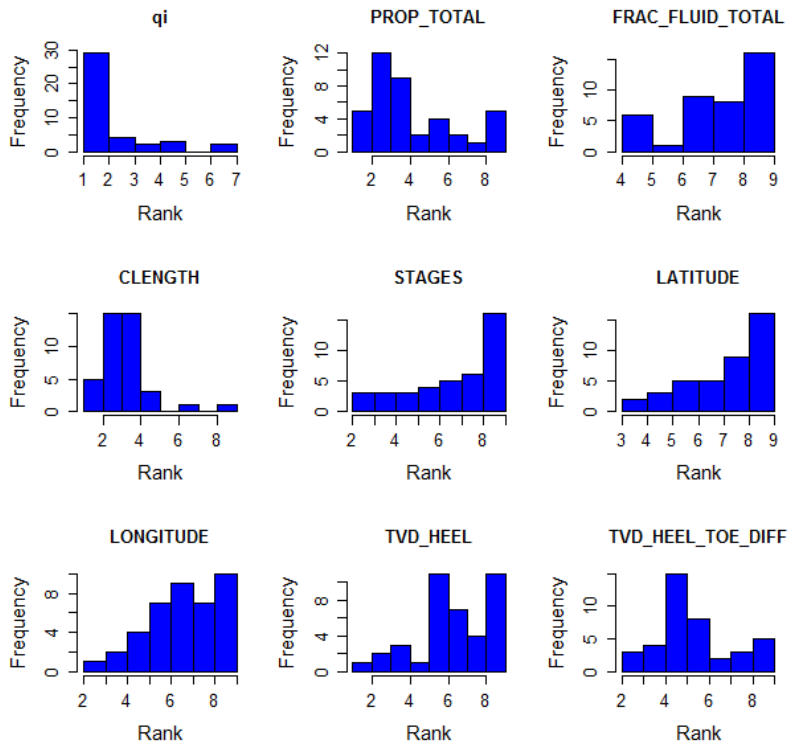 qi
Frequency
0 10 20 30
1 2 3 4 5 6 7
Rank
PROP_TOTAL
Frequency
0 4 8 12
2 4 6 8
Rank
FRAC_FLUID_TOTAL
Frequency
0 5 10
4 5 6 7 8 9
Rank
CLENGTH
Frequency
0 5 10
2 4 6 8
Rank
STAGES
Frequency
0 5 10
2 4 6 8
Rank
LATITUDE
Frequency
0 5 10
3 4 5 6 7 8 9
Rank
LONGITUDE
Frequency
0 4 8
2 4 6 8
Rank
TVD_HEEL
Frequency
0 4 8
2 4 6 8
Rank
TVD_HEEL_TOE_DIFF
Frequency
0 5 10
2 4 6 8
Rank